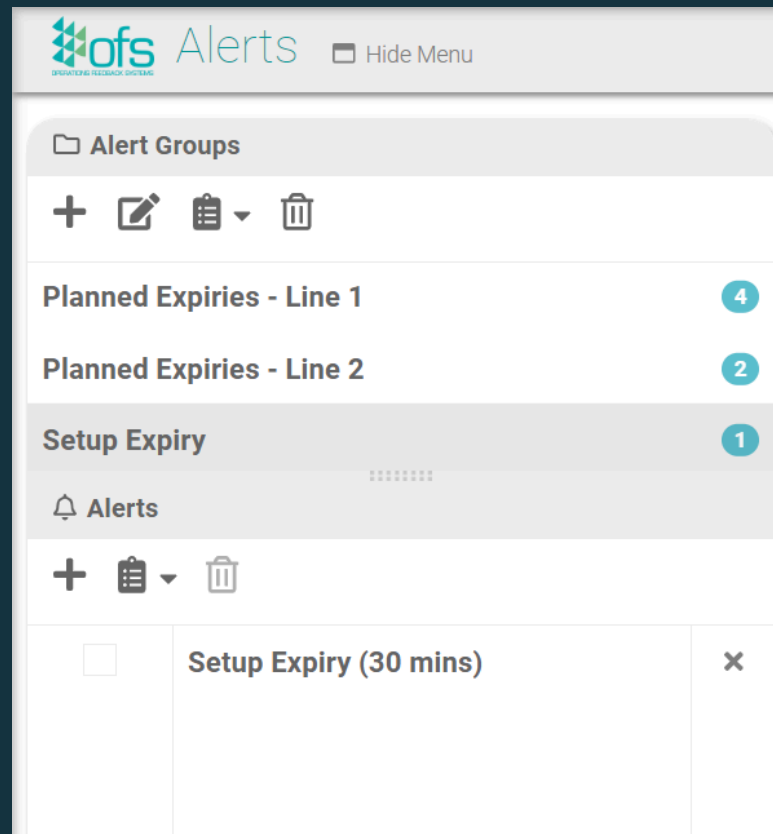 ofs Alerts Hide Menu
OPERATIONS FEEDBACK SYSTEMS
Alert Groups
Planned Expiries - Line 1 4
Planned Expiries - Line 2 2
Setup Expiry 1
Alerts
Setup Expiry (30 mins)